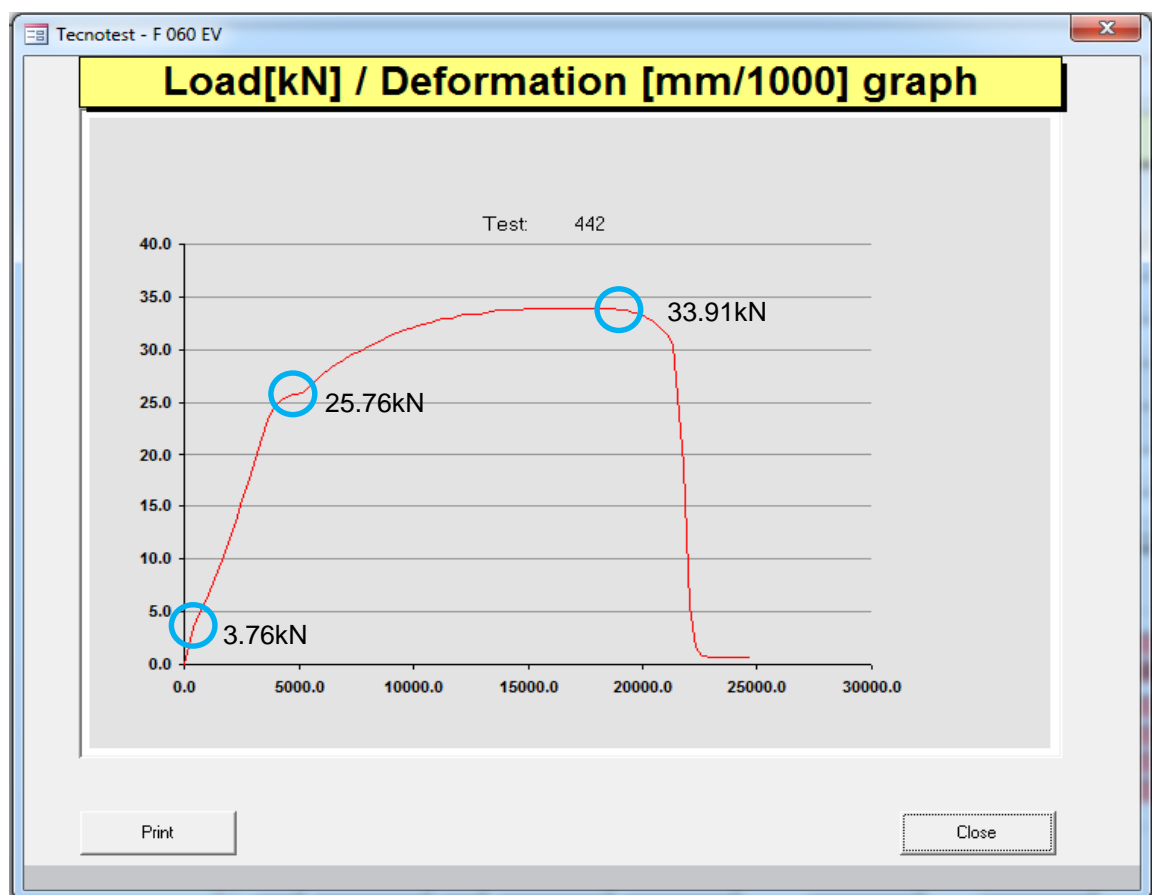 Tecnotest - F 060 EV
Load[kN] / Deformation [mm/1000] graph
Test: 442
40.0
35.0
33.91kN
30.0
25.76kN
25.0
20.0
15.0
10.0
5.0
3.76kN
0.0
0.0 5000.0 10000.0 15000.0 20000.0 25000.0 30000.0
Print Close